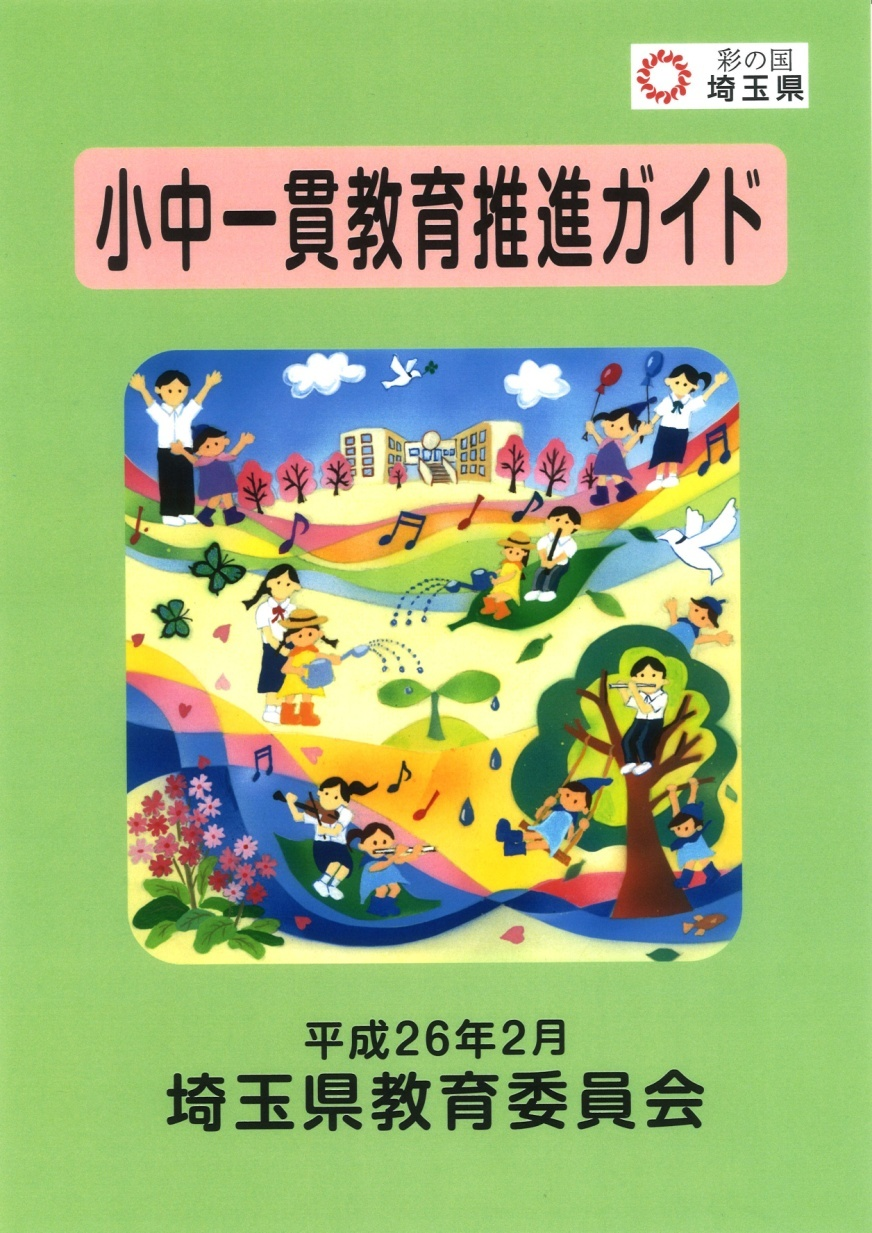 彩の国
埼玉県
小中一貫教育推進ガイド
平成26年2月
埼玉県教育委員会